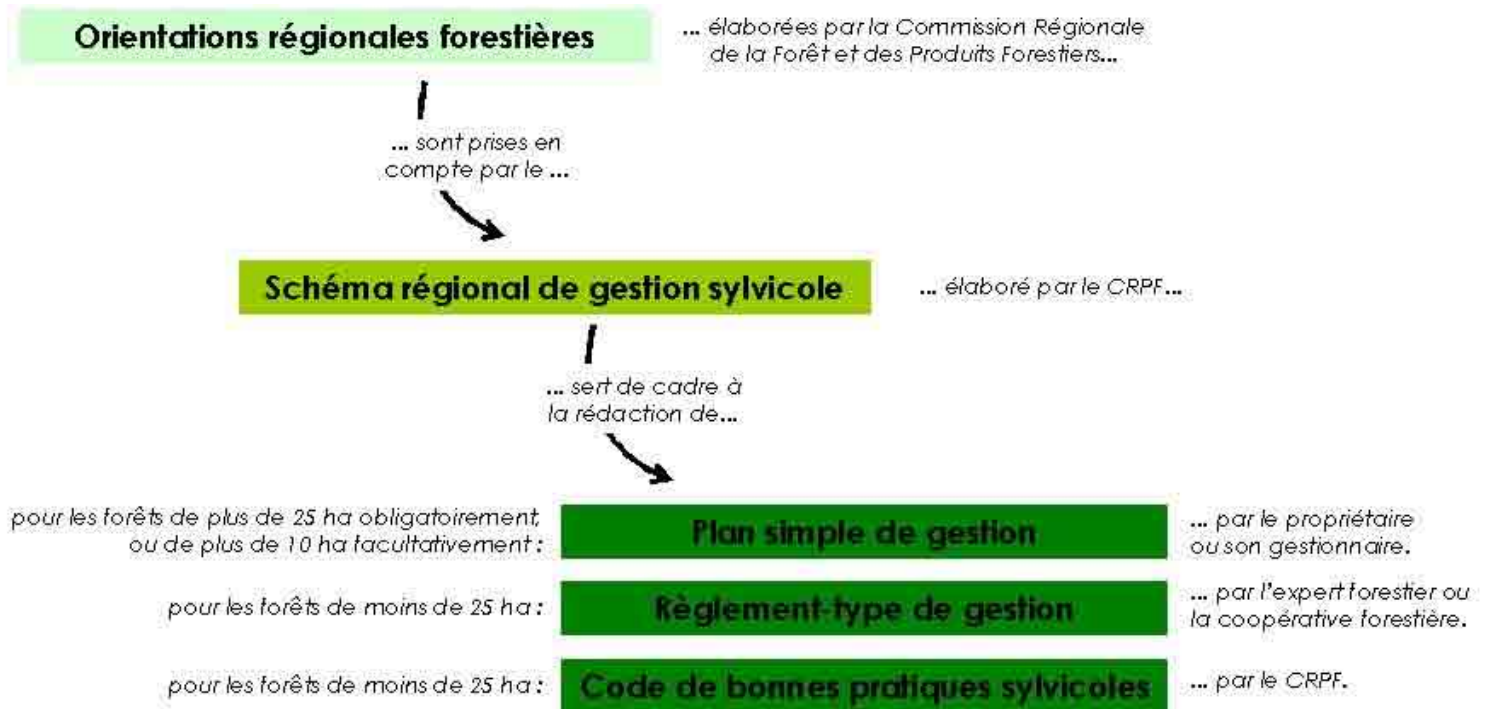 Orientations régionales forestières
... élaborées par la Commission Régionale
de la Forêt et des Produits Forestiers...
... sont prises en
compte par le ...
Schéma régional de gestion sylvicole
... élaboré par le CRPF...
... sert de cadre à
la rédaction de...
pour les forêts de plus de 25 ha obligatoirement,
ou de plus de 10 ha facultativement :
Plan simple de gestion
... par le propriétaire
ou son gestionnaire.
pour les forêts de moins de 25 ha :
Règlement-type de gestion
... par l'expert forestier ou
la coopérative forestière.
pour les forêts de moins de 25 ha :
Code de bonnes pratiques sylvicoles
... par le CRPF.